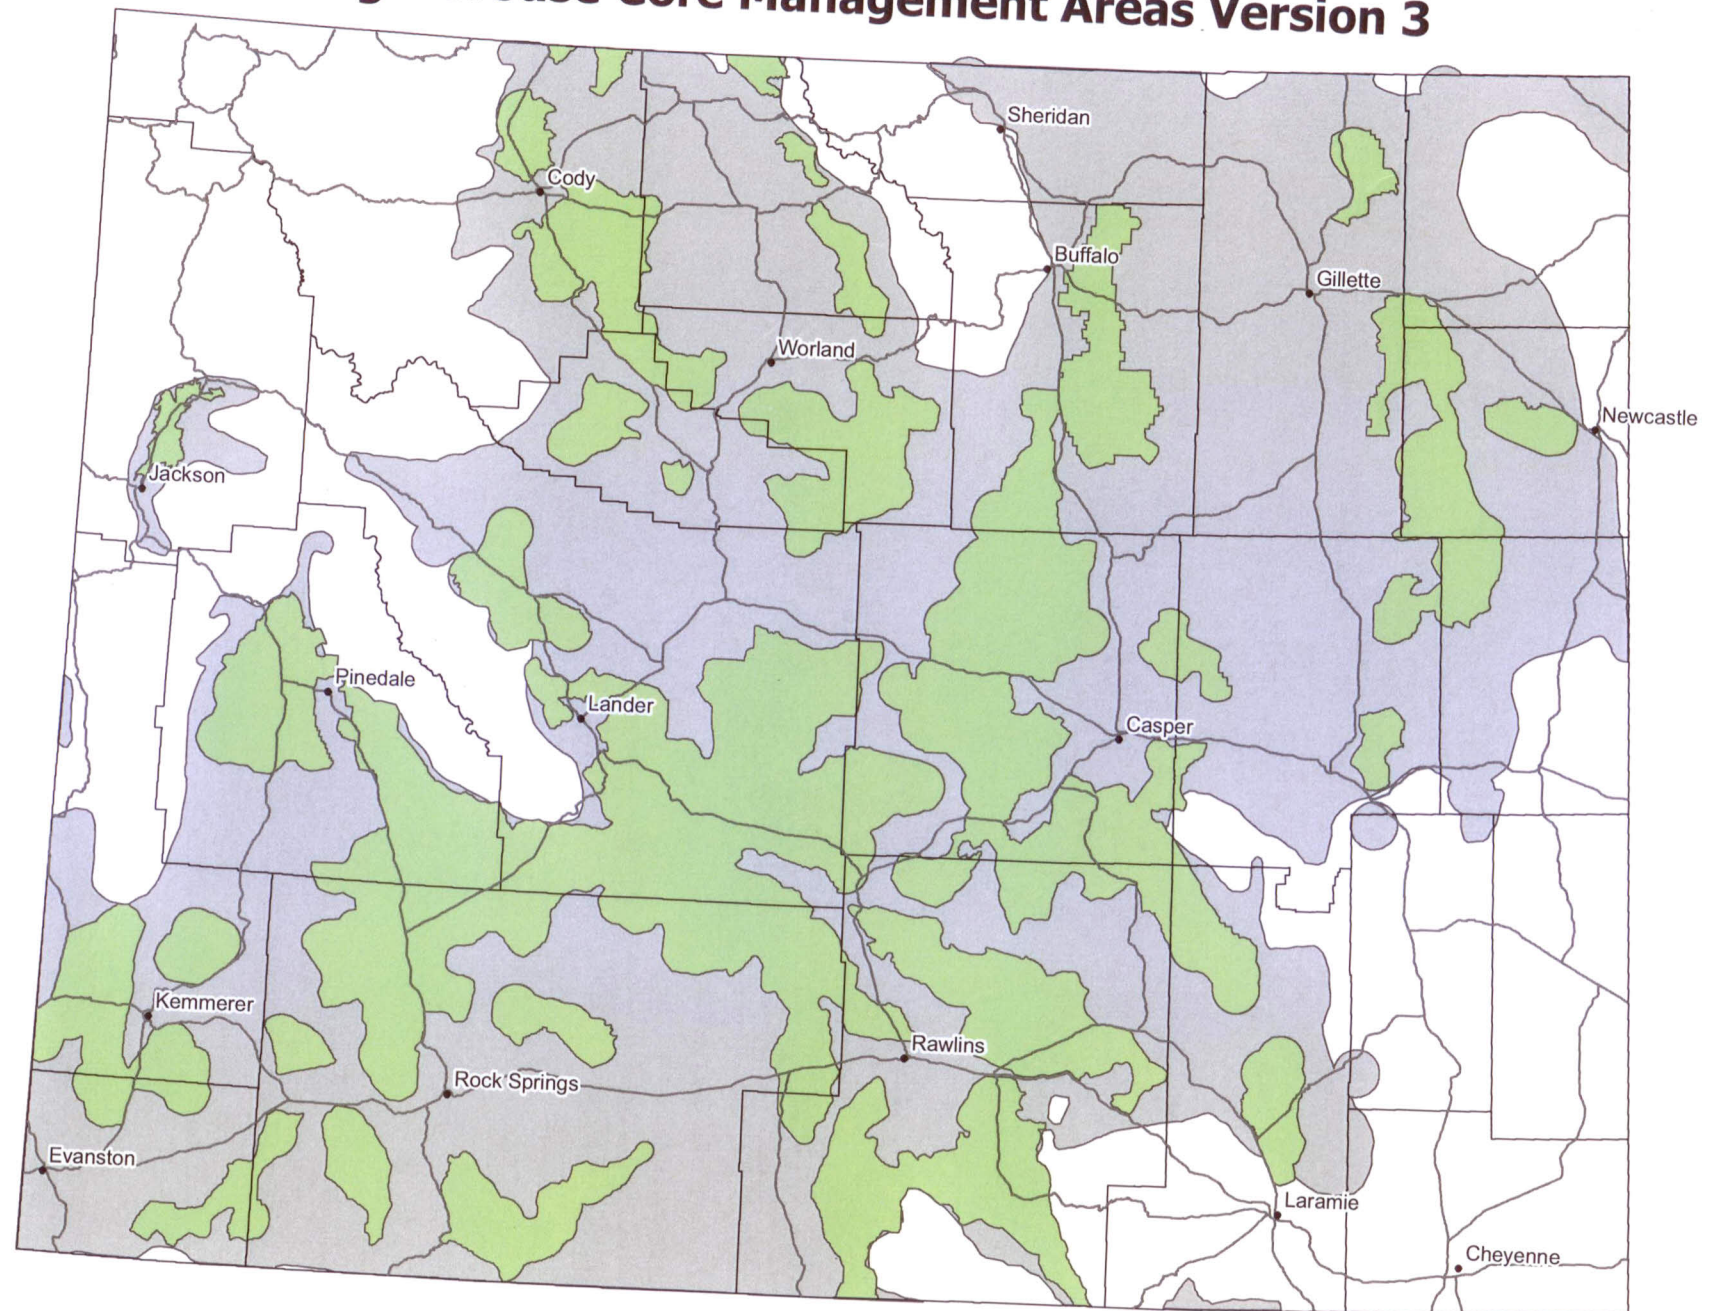 Core Management Areas Version 3
Sheridan
Cody
Buffalo
Gillette
Worland
Newcastle
Jackson
Pinedale
Lander
Casper
Kemmerer
Rawlins
Rock Springs
Evanston
Laramie
Cheyenne